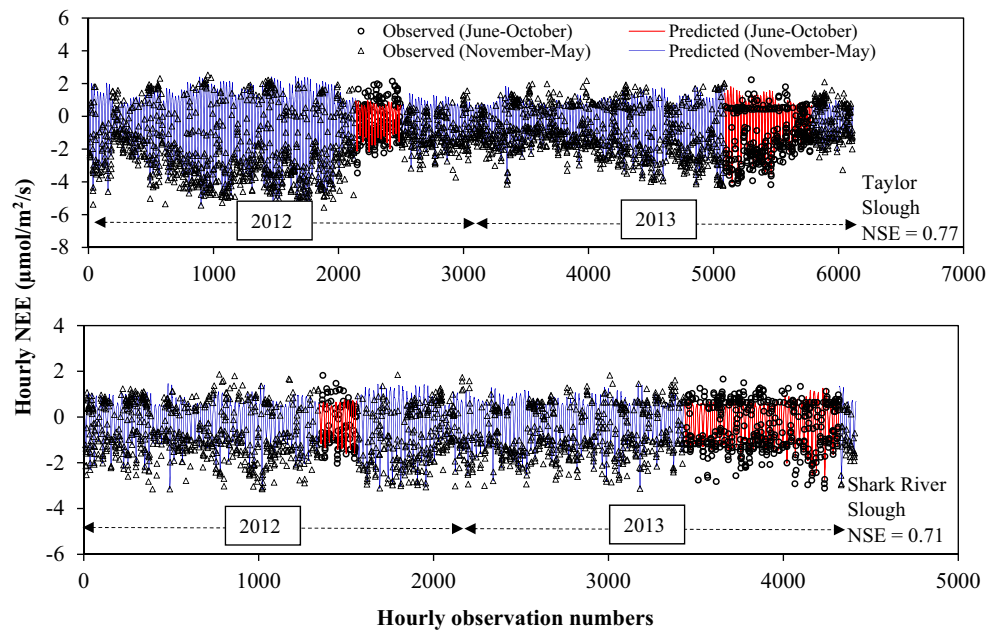 Hourly NEE (µmol/m²/s)
Observed (June-October)
Predicted (June-October)
Observed (November-May)
Predicted (November-May)
6
4
2
0
-2
-4
-6
-8
2012
2013
Taylor
Slough
NSE = 0.77
0 1000 2000 3000 4000 5000 6000 7000
4
2
0
-2
-4
-6
2012
2013
Shark River
Slough
NSE = 0.71
0 1000 2000 3000 4000 5000
Hourly observation numbers